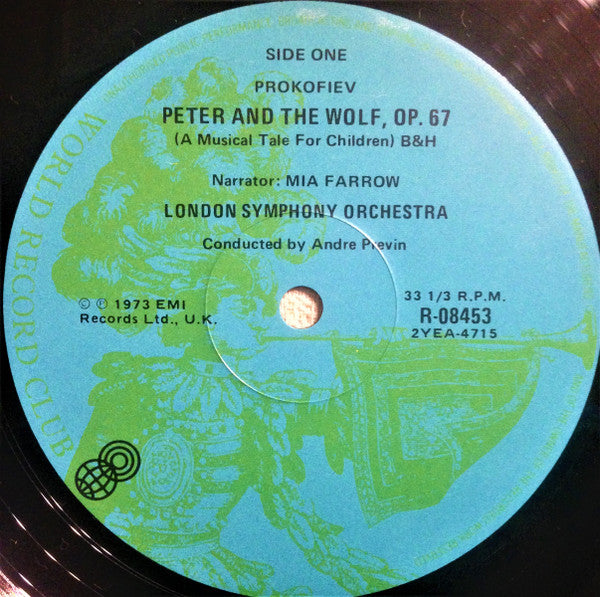 SIDE ONE
PROKOFIEV
PETER AND THE WOLF, OP. 67
(A Musical Tale For Children) B&H
Narrator: MIA FARROW
LONDON SYMPHONY ORCHESTRA
Conducted by Andre Previn
© ℗ 1973 EMI
Records Ltd., U.K.
33 1/3 R.P.M.
R-08453
2YEA-4715
WORLD RECORD CLUB